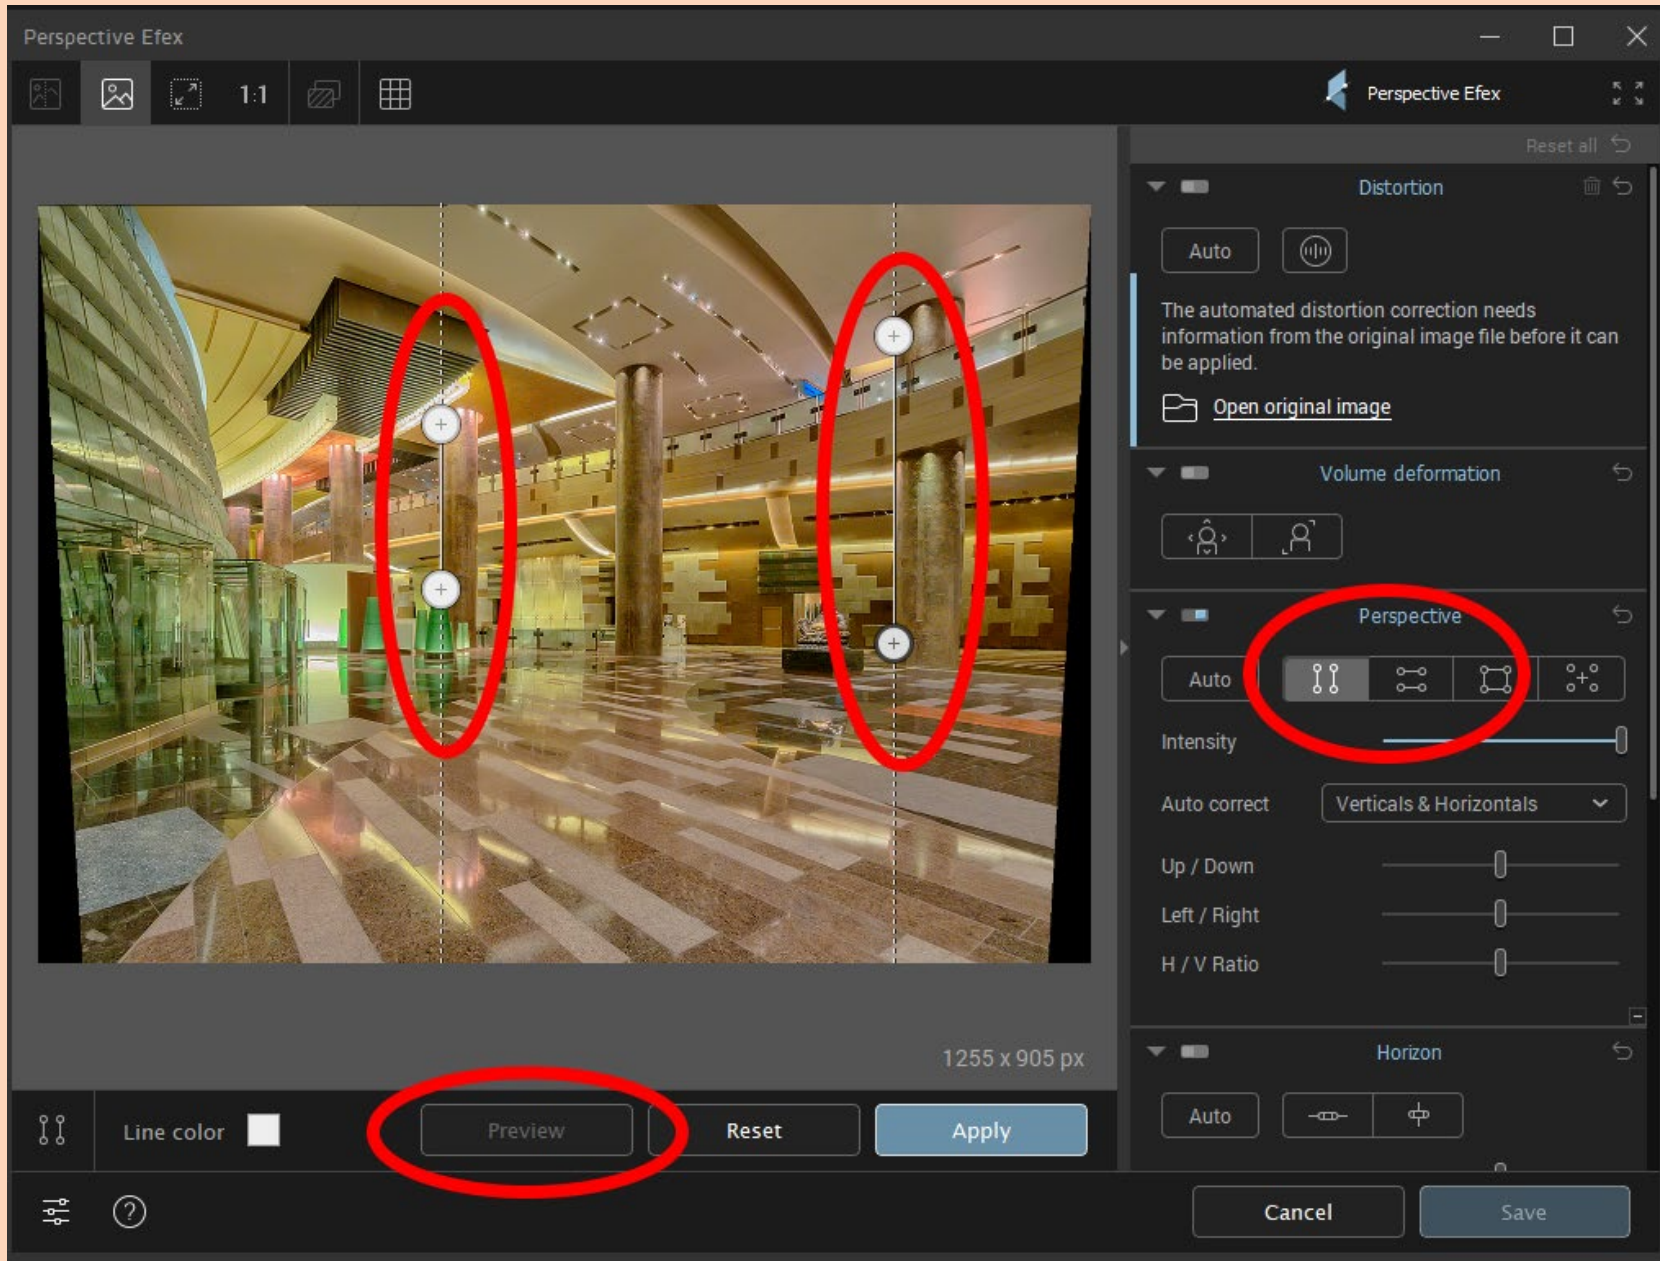 Perspective Efex
1:1
Perspective Efex
Reset all
Distortion
Auto
The automated distortion correction needs
information from the original image file before it can
be applied.
Open original image
Volume deformation
Perspective
Auto
Intensity
Auto correct
Verticals & Horizontals
Up / Down
Left / Right
H / V Ratio
1255 x 905 px
Horizon
Auto
Line color
Preview
Reset
Apply
?
Cancel
Save